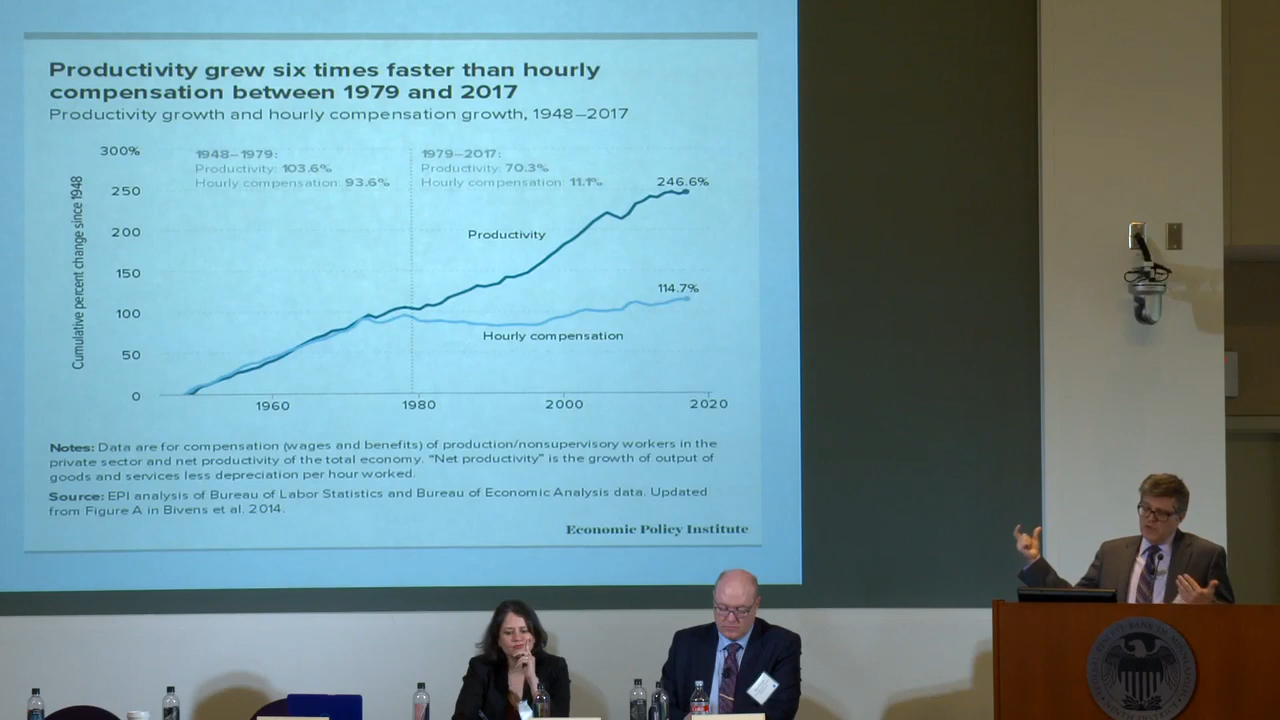 Productivity grew six times faster than hourly
compensation between 1979 and 2017
Productivity growth and hourly compensation growth, 1948–2017
Cumulative percent change since 1948
300%
250
200
150
100
50
0
1948–1979:
Productivity: 103.6%
Hourly compensation: 93.6%
1979–2017:
Productivity: 70.3%
Hourly compensation: 11.1%
246.6%
Productivity
114.7%
Hourly compensation
1960
1980
2000
2020
Notes: Data are for compensation (wages and benefits) of production/nonsupervisory workers in the
private sector and net productivity of the total economy. “Net productivity” is the growth of output of
goods and services less depreciation per hour worked.
Source: EPI analysis of Bureau of Labor Statistics and Bureau of Economic Analysis data. Updated
from Figure A in Bivens et al. 2014.
Economic Policy Institute